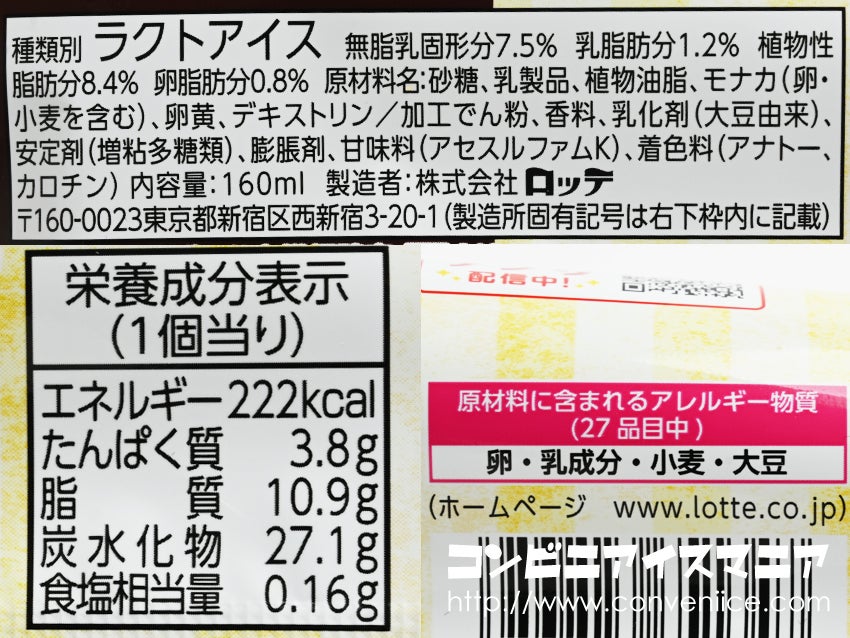 種類別 ラクトアイス 無脂乳固形分7.5% 乳脂肪分1.2% 植物性
脂肪分8.4% 卵脂肪分0.8% 原材料名:砂糖、乳製品、植物油脂、モナカ(卵・
小麦を含む)、卵黄、デキストリン/加工でん粉、香料、乳化剤(大豆由来)、
安定剤(増粘多糖類)、膨脹剤、甘味料(アセスルファムK)、着色料(アナトー、
カロチン) 内容量:160ml 製造者:株式会社 ロッテ
〒160-0023東京都新宿区西新宿3-20-1(製造所固有記号は右下枠内に記載)
栄養成分表示
(1個当り)
エネルギー 222kcal
たんぱく質 3.8g
脂質 10.9g
炭水化物 27.1g
食塩相当量 0.16g
配信中!
原材料に含まれるアレルギー物質
(27品目中)
卵・乳成分・小麦・大豆
(ホームページ www.lotte.co.jp)
コンビニアイスマニア
http://www.conveniice.com